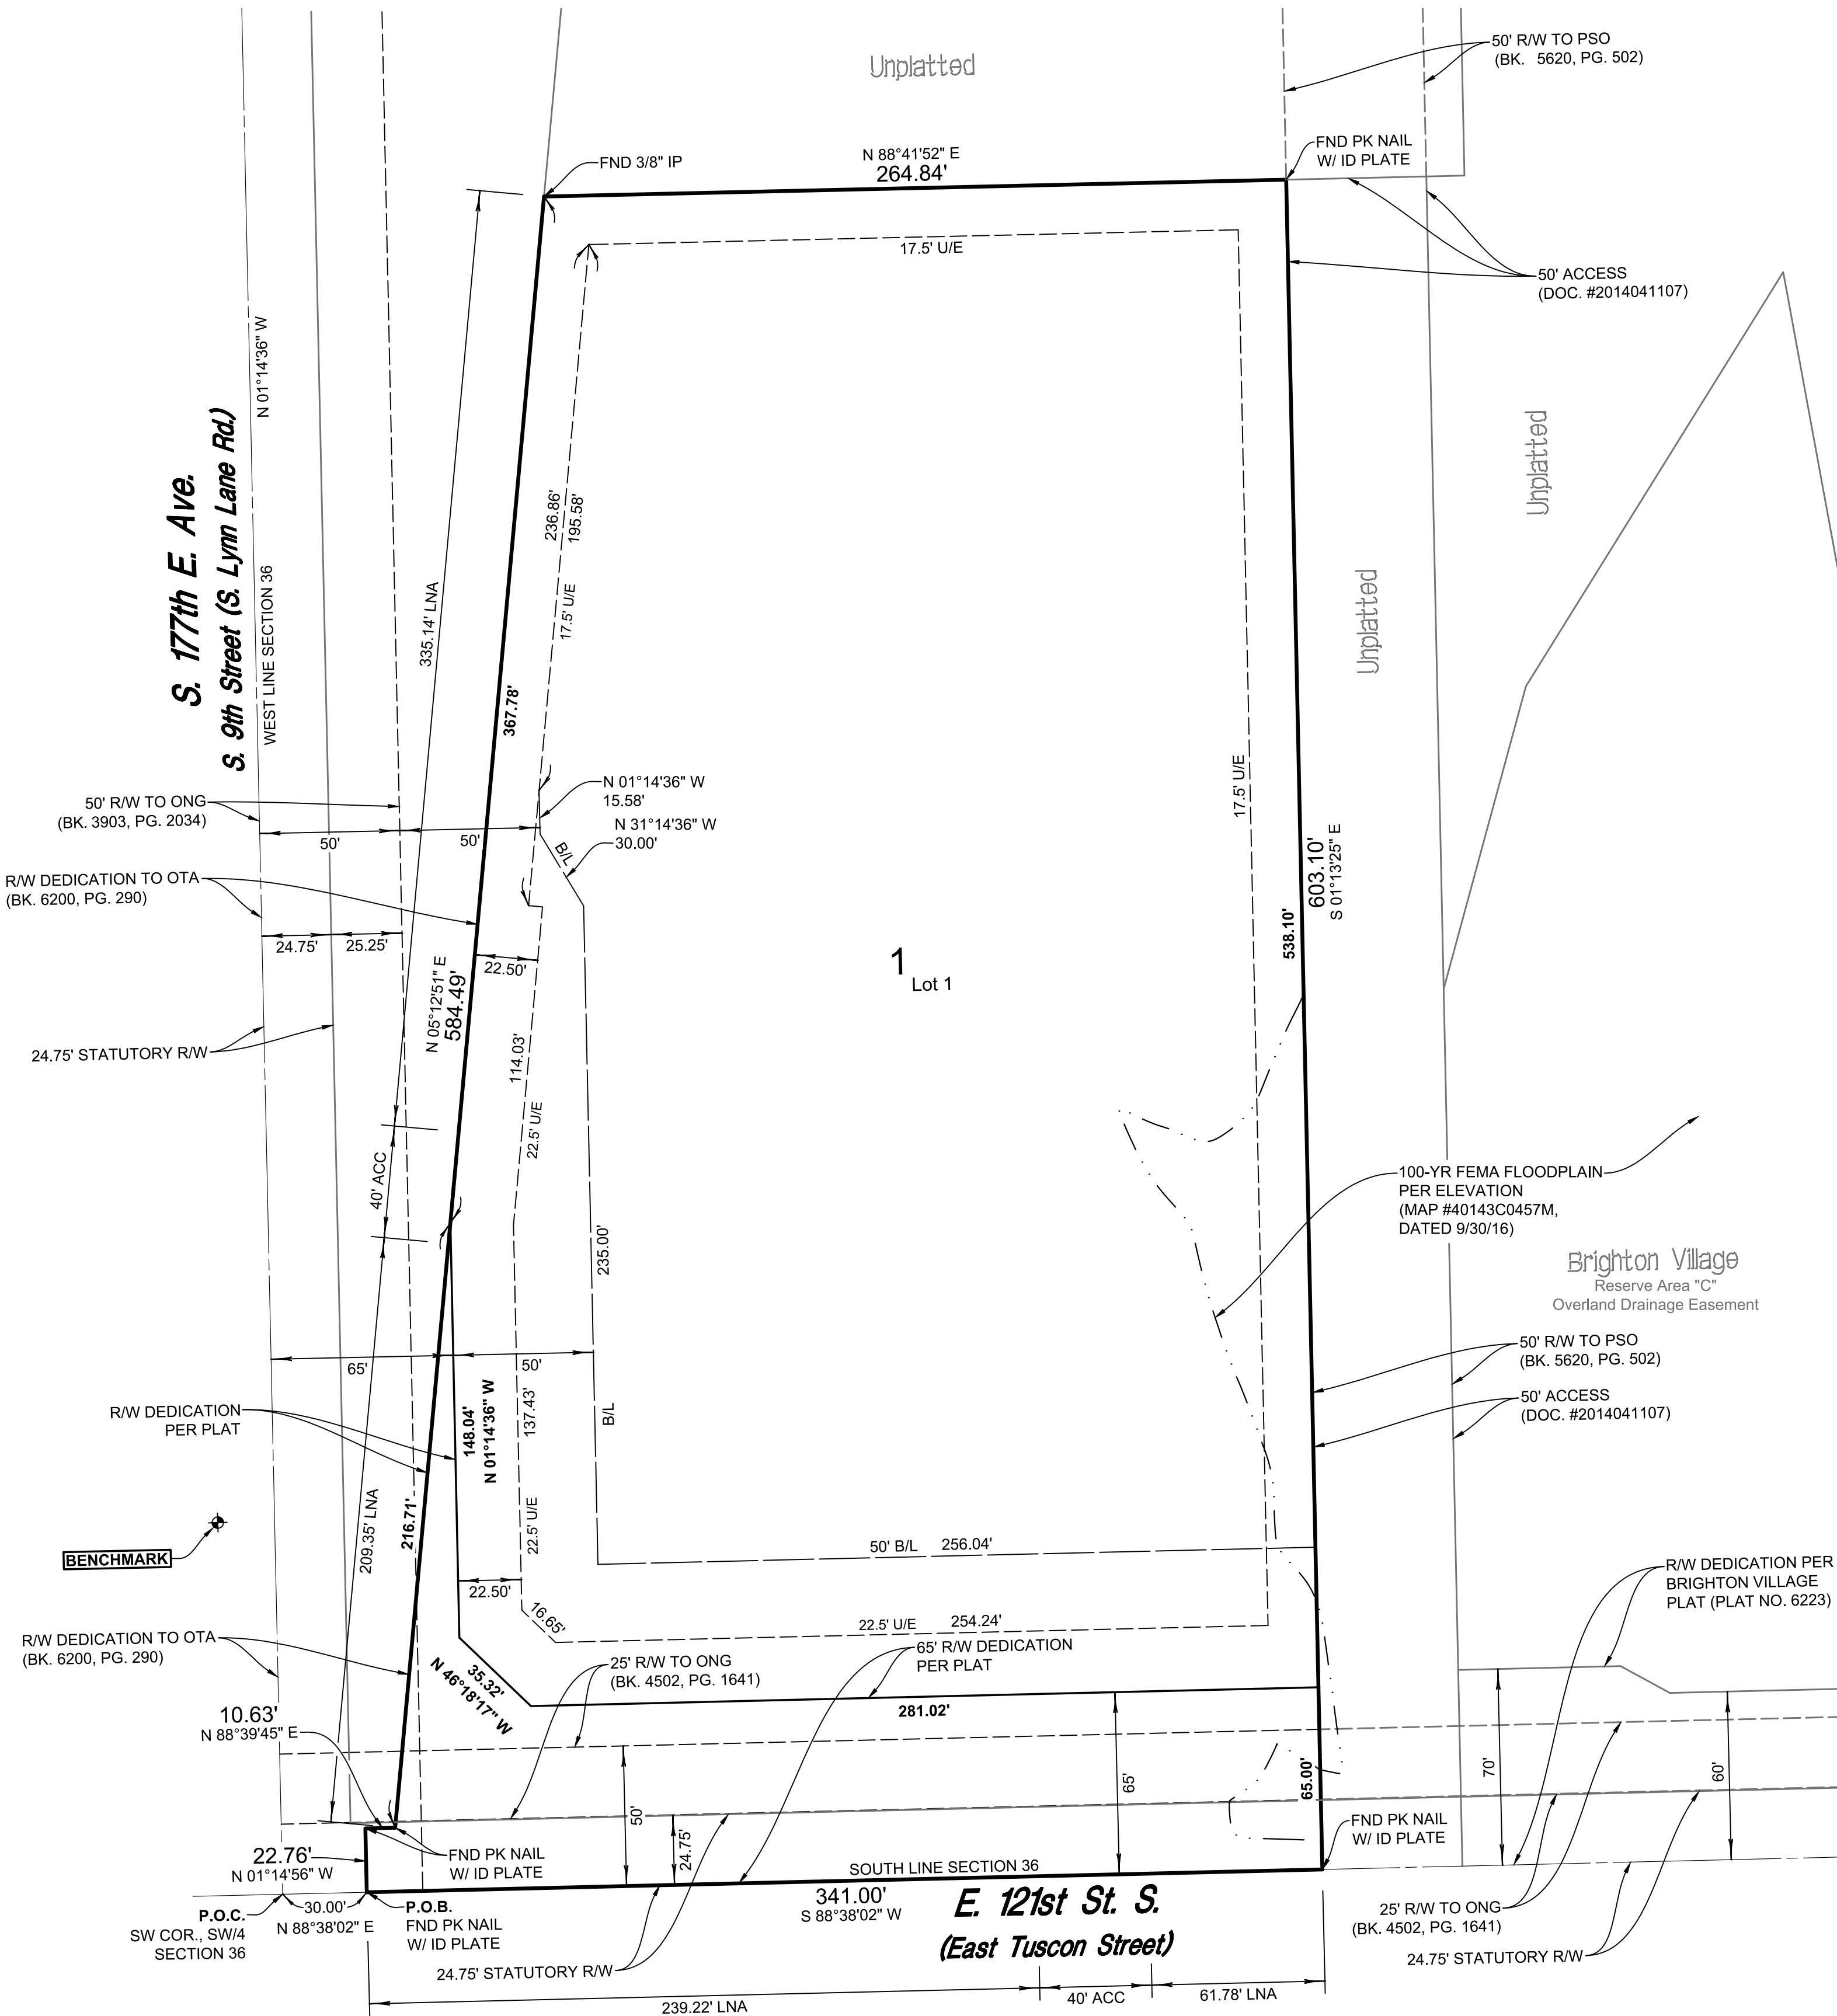 Unplatted
50' R/W TO PSO
(BK. 5620, PG. 502)
FND 3/8" IP
N 88°41'52" E
264.84'
FND PK NAIL
W/ ID PLATE
17.5' U/E
50' ACCESS
(DOC. #2014041107)
S. 177th E. Ave.
S. 9th Street (S. Lynn Lane Rd.)
N 01°14'36" W
WEST LINE SECTION 36
335.14' LNA
367.78'
236.86'
195.58'
17.5' U/E
17.5' U/E
Unplatted
Unplatted
N 01°14'36" W
15.58'
N 31°14'36" W
30.00'
B/L
50' R/W TO ONG
(BK. 3903, PG. 2034)
50'
50'
R/W DEDICATION TO OTA
(BK. 6200, PG. 290)
24.75'
25.25'
22.50'
603.10'
S 01°13'25" E
538.10'
1
Lot 1
N 05°12'51" E
584.49'
24.75' STATUTORY R/W
114.03'
22.5' U/E
40' ACC
235.00'
100-YR FEMA FLOODPLAIN
PER ELEVATION
(MAP #40143C0457M,
DATED 9/30/16)
Brighton Village
Reserve Area "C"
Overland Drainage Easement
50' R/W TO PSO
(BK. 5620, PG. 502)
50' ACCESS
(DOC. #2014041107)
65'
50'
R/W DEDICATION
PER PLAT
148.04'
N 01°14'36" W
137.43'
B/L
22.5' U/E
209.35' LNA
216.71'
BENCHMARK
50' B/L 256.04'
22.50'
16.65'
22.5' U/E 254.24'
R/W DEDICATION PER
BRIGHTON VILLAGE
PLAT (PLAT NO. 6223)
R/W DEDICATION TO OTA
(BK. 6200, PG. 290)
35.32'
N 46°18'17" W
25' R/W TO ONG
(BK. 4502, PG. 1641)
65' R/W DEDICATION
PER PLAT
281.02'
10.63'
N 88°39'45" E
50'
24.75'
65'
65.00'
70'
60'
FND PK NAIL
W/ ID PLATE
22.76'
N 01°14'56" W
FND PK NAIL
W/ ID PLATE
SOUTH LINE SECTION 36
341.00'
S 88°38'02" W
E. 121st St. S.
(East Tuscon Street)
P.O.C.
SW COR., SW/4
SECTION 36
30.00'
N 88°38'02" E
P.O.B.
FND PK NAIL
W/ ID PLATE
24.75' STATUTORY R/W
25' R/W TO ONG
(BK. 4502, PG. 1641)
24.75' STATUTORY R/W
239.22' LNA
40' ACC
61.78' LNA